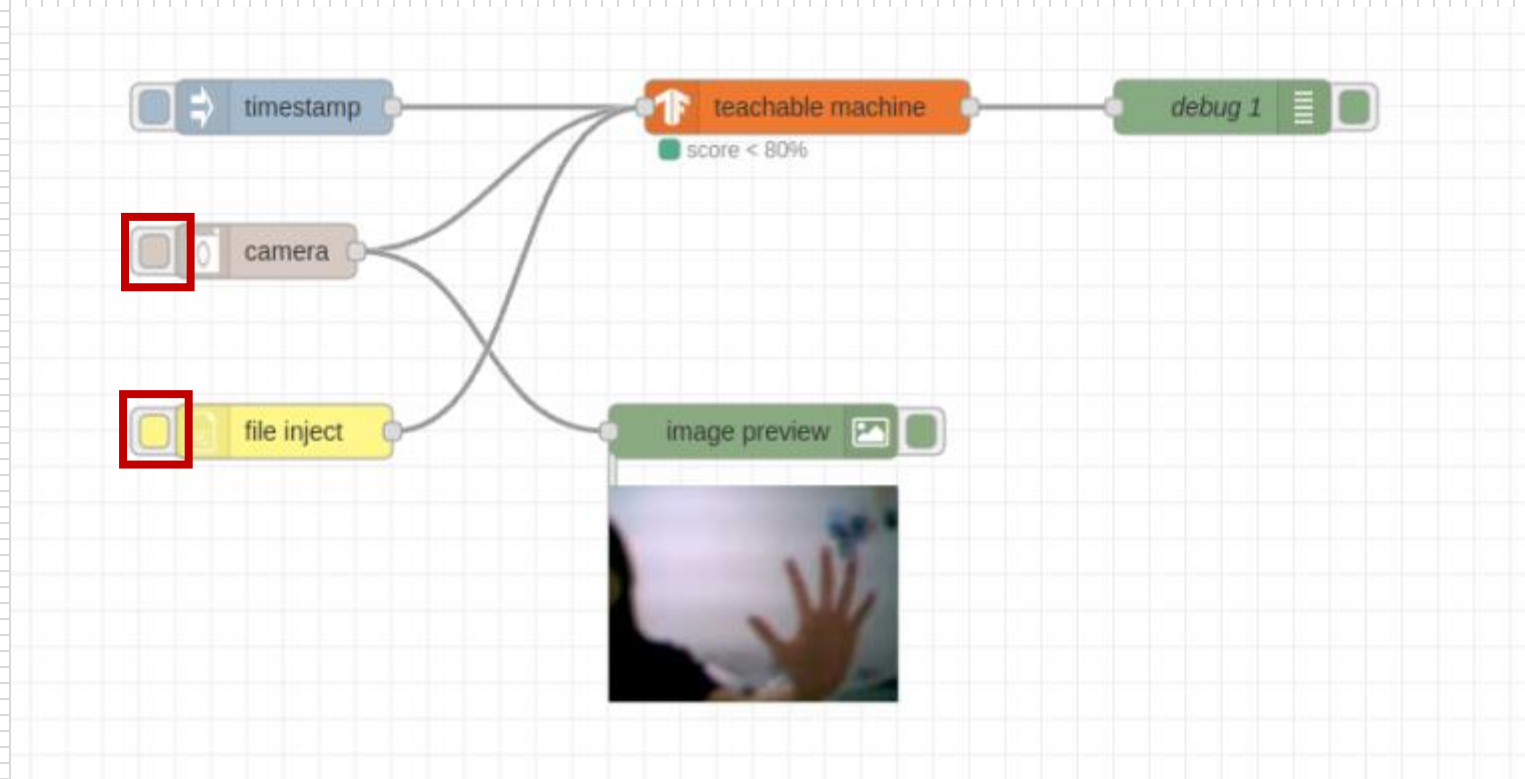 timestamp
teachable machine
debug 1
score < 80%
camera
file inject
image preview